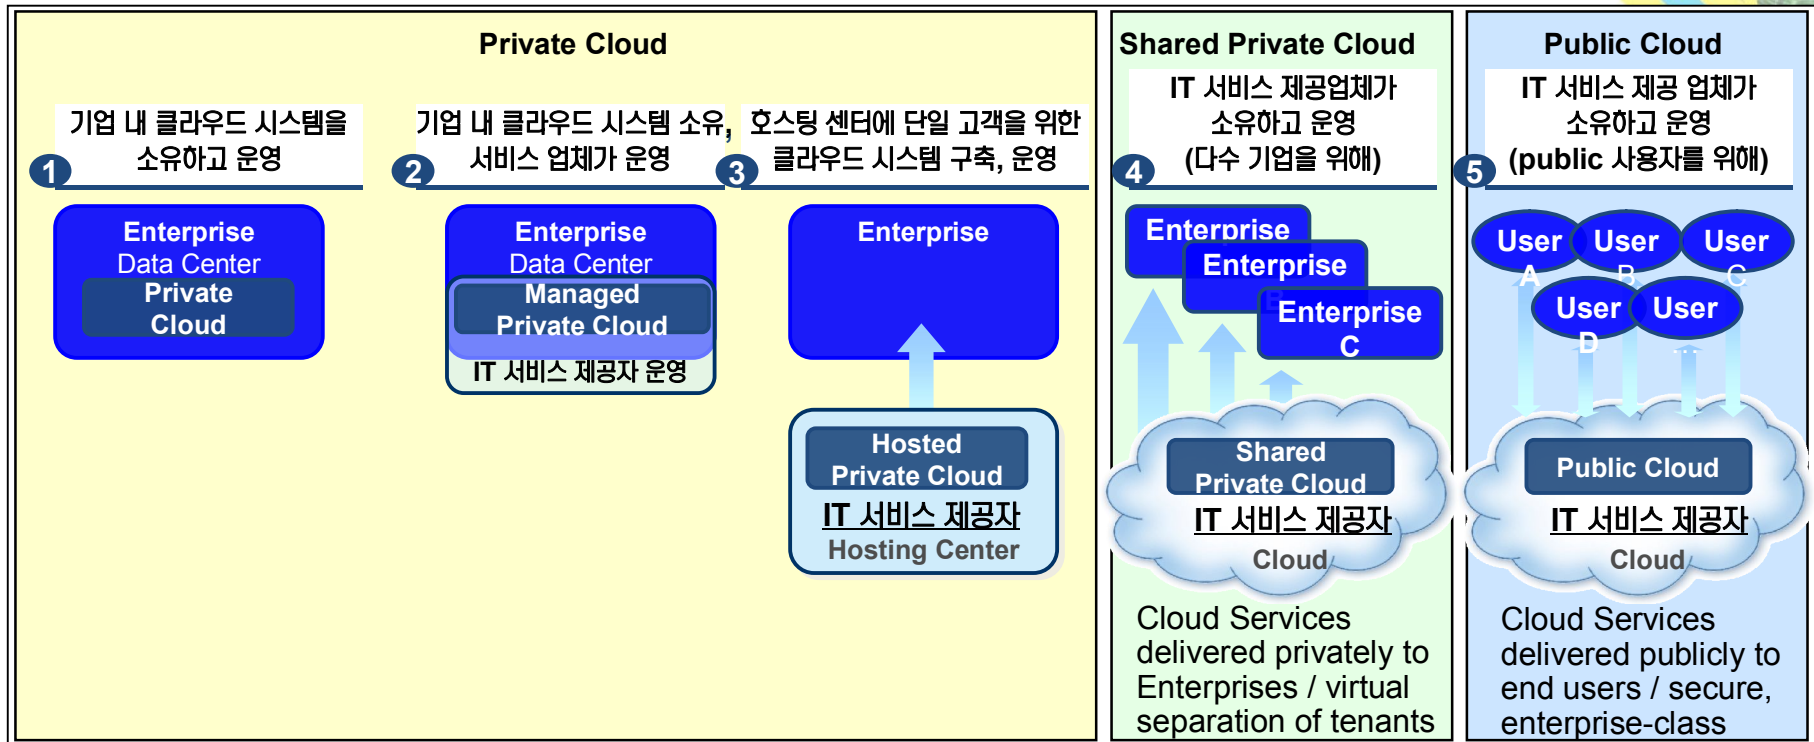 Private Cloud
기업 내 클라우드 시스템을
소유하고 운영
1
기업 내 클라우드 시스템 소유,
서비스 업체가 운영
2
호스팅 센터에 단일 고객을 위한
클라우드 시스템 구축, 운영
3
Enterprise
Data Center
Private
Cloud
Enterprise
Data Center
Managed
Private Cloud
IT 서비스 제공자 운영
Enterprise
Hosted
Private Cloud
IT 서비스 제공자
Hosting Center
Shared Private Cloud
IT 서비스 제공업체가
소유하고 운영
(다수 기업을 위해)
4
Enterprise
Enterprise
B
Enterprise
C
Shared
Private Cloud
IT 서비스 제공자
Cloud
Cloud Services
delivered privately to
Enterprises / virtual
separation of tenants
Public Cloud
IT 서비스 제공 업체가
소유하고 운영
(public 사용자를 위해)
5
User
A
User
B
User
C
User
D
User
...
Public Cloud
IT 서비스 제공자
Cloud
Cloud Services
delivered publicly to
end users / secure,
enterprise-class